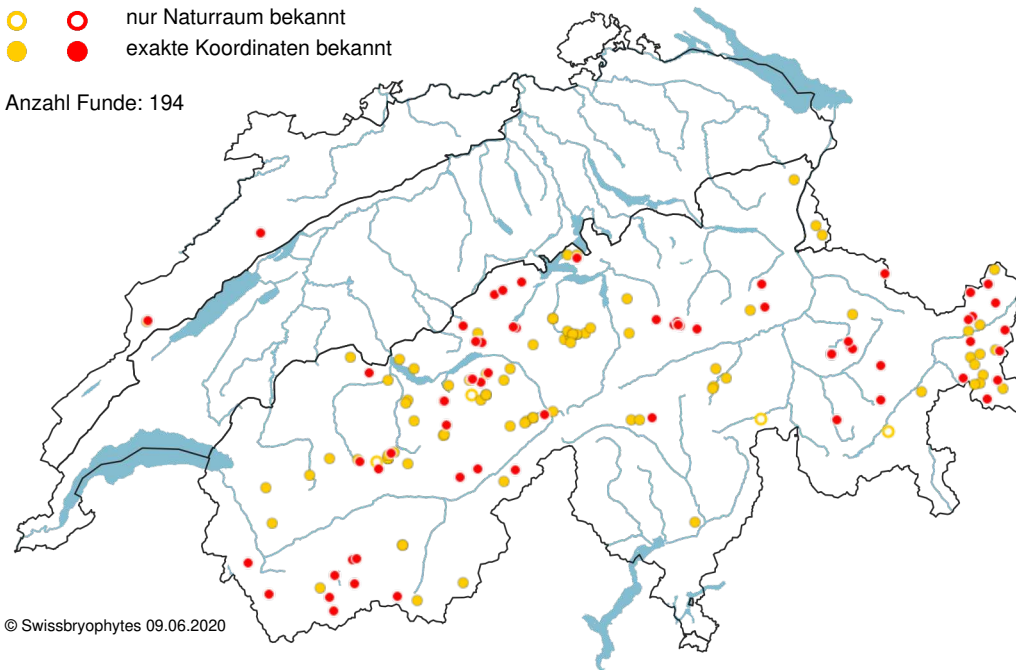 nur Naturraum bekannt
exakte Koordinaten bekannt
Anzahl Funde: 194
© Swissbryophytes 09.06.2020